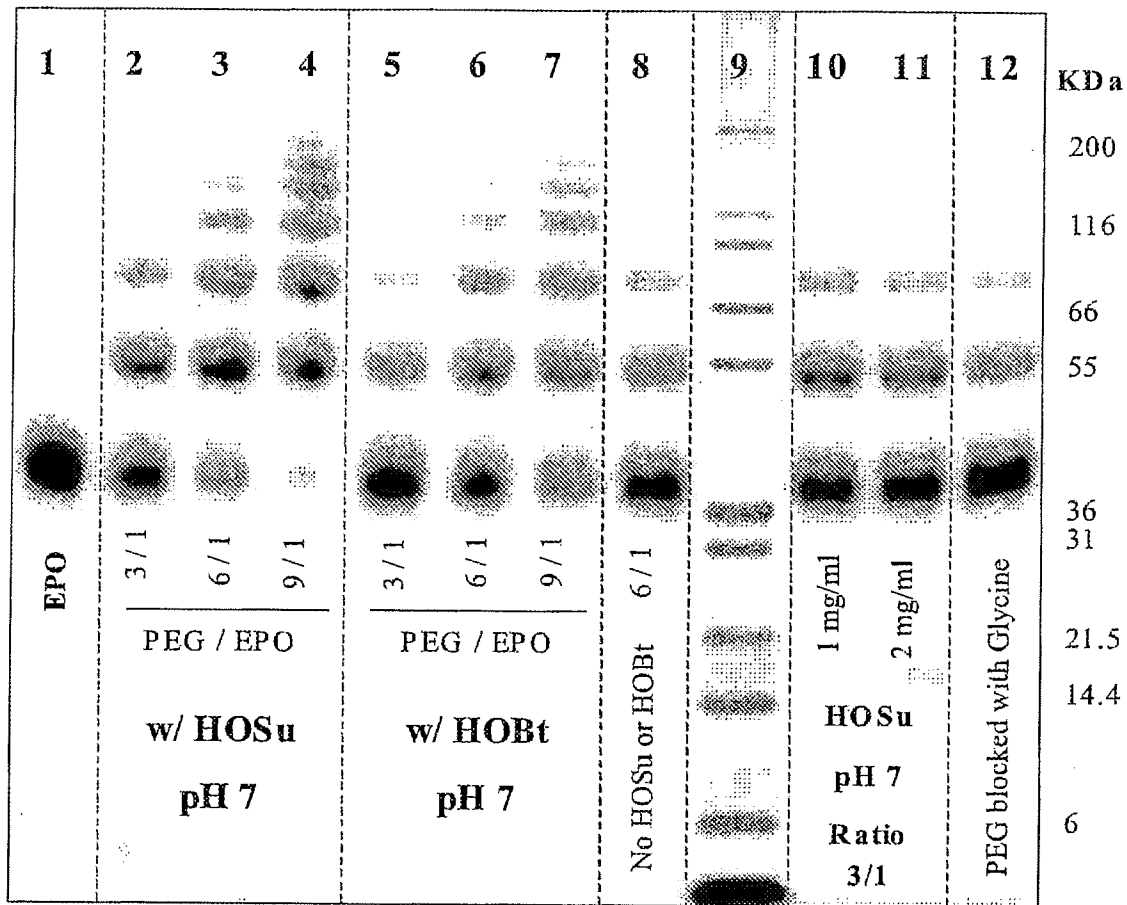 1 2 3 4 5 6 7 8 9 10 11 12
KDa
200
116
66
55
36
31
21.5
14.4
6
EPO
3 / 1
6 / 1
9 / 1
PEG / EPO
w/ HOSu
pH 7
3 / 1
6 / 1
9 / 1
PEG / EPO
w/ HOBt
pH 7
No HOSu or HOBt 6 / 1
1 mg/ml
2 mg/ml
HOSu
pH 7
Ratio
3/1
PEG blocked with Glycine